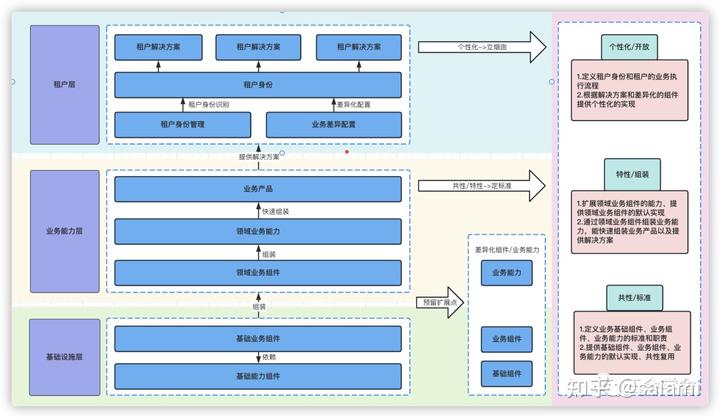 租户层
租户解决方案
租户解决方案
租户解决方案
租户身份
租户身份识别
差异化配置
租户身份管理
业务差异配置
提供解决方案
个性化->立烟囱
个性化/开放
1.定义租户身份和租户的业务执
行流程
2.根据解决方案和差异化的组件
提供个性化的实现
业务能力层
业务产品
快速组装
领域业务能力
组装
领域业务组件
组装
共性/特性->定标准
特性/组装
1.扩展领域业务组件的能力、提
供领域业务组件的默认实现
2.通过领域业务组件组装业务能
力，能快速组装业务产品以及提
供解决方案
差异化组件/业务能力
业务能力
预留扩展点
业务组件
基础组件
基础设施层
基础业务组件
依赖
基础能力组件
共性/标准
1.定义业务基础组件、业务组
件、业务能力的标准和职责
2.提供基础组件、业务组件、业
务能力的默认实现、共性复用
知乎 @salami